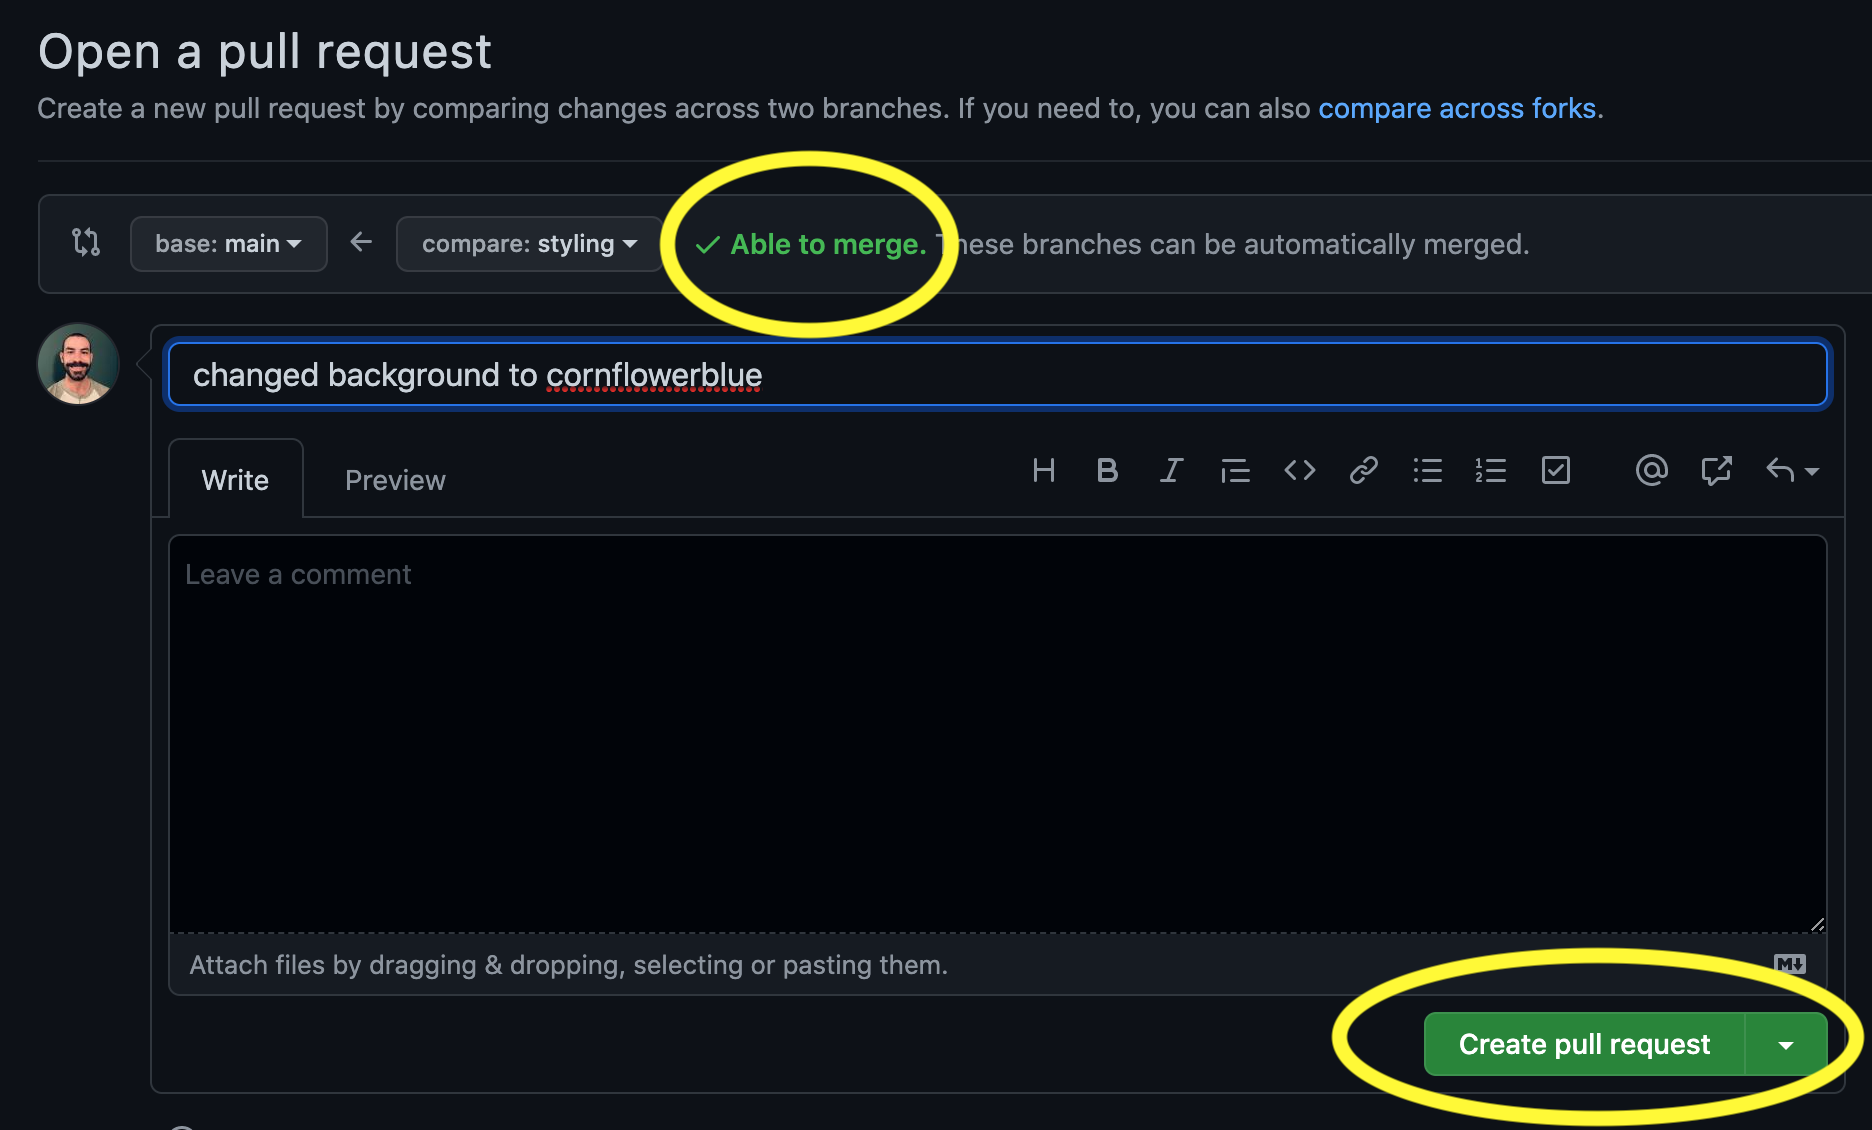 Open a pull request
Create a new pull request by comparing changes across two branches. If you need to, you can also compare across forks.
base: main
compare: styling
Able to merge. These branches can be automatically merged.
changed background to cornflowerblue
Write
Preview
Leave a comment
Attach files by dragging & dropping, selecting or pasting them.
Create pull request